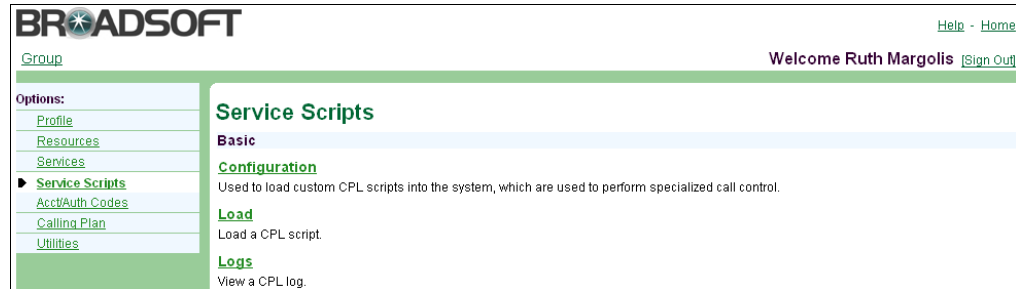 BROADSOFT
Help - Home
Group
Welcome Ruth Margolis [Sign Out]
Options:
Profile
Resources
Services
Service Scripts
Acct/Auth Codes
Calling Plan
Utilities
Service Scripts
Basic
Configuration
Used to load custom CPL scripts into the system, which are used to perform specialized call control.
Load
Load a CPL script.
Logs
View a CPL log.